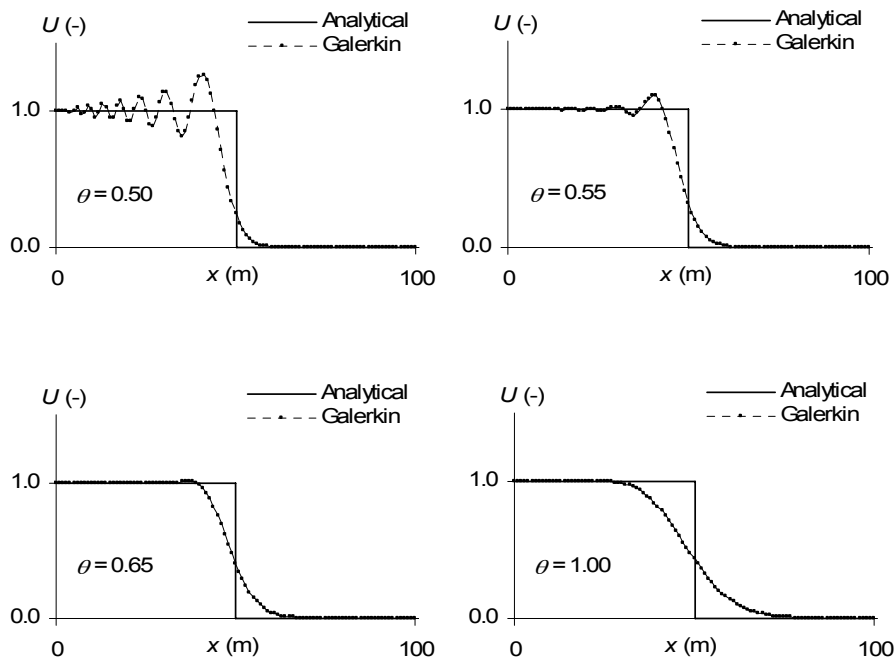 U (-)
Analytical
Galerkin
1.0
θ = 0.50
0.0
0
x (m)
100
U (-)
Analytical
Galerkin
1.0
θ = 0.55
0.0
0
x (m)
100
U (-)
Analytical
Galerkin
1.0
θ = 0.65
0.0
0
x (m)
100
U (-)
Analytical
Galerkin
1.0
θ = 1.00
0.0
0
x (m)
100